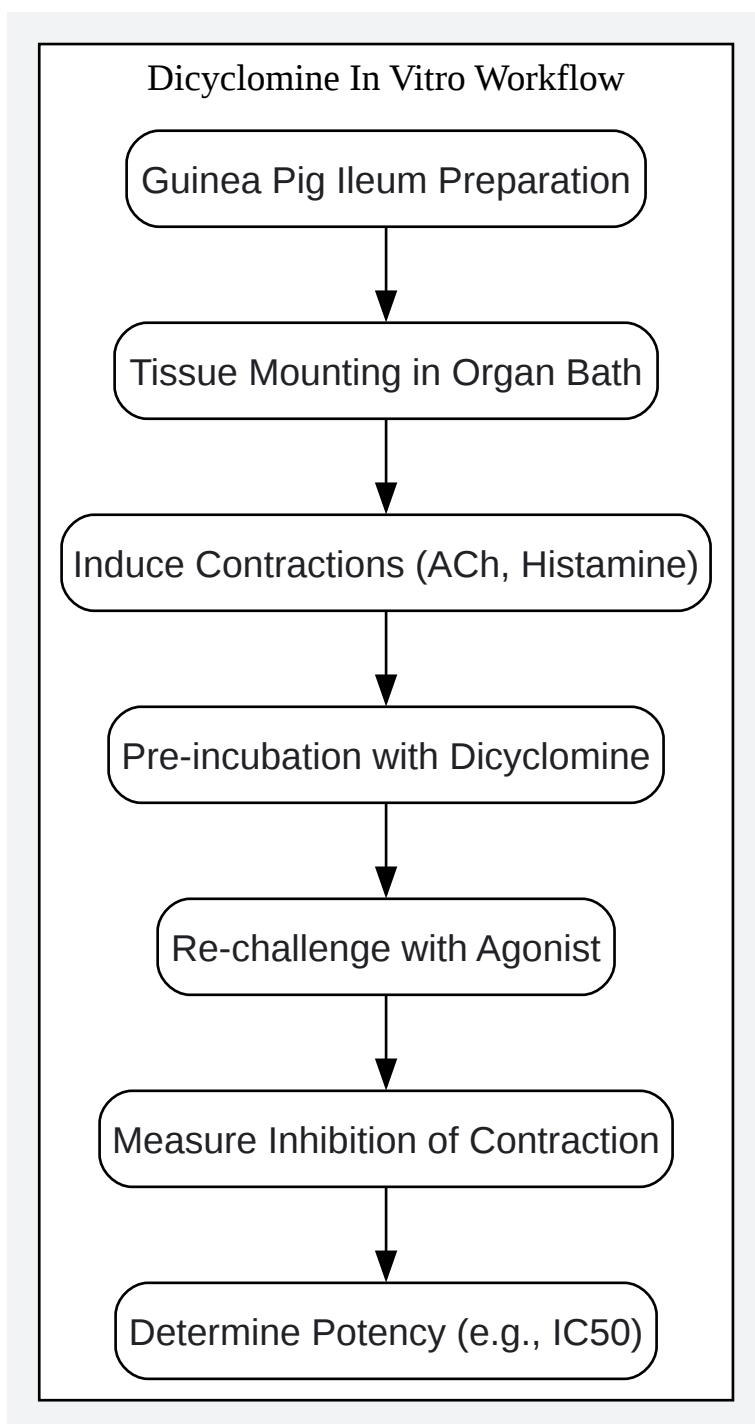 Dicyclomine In Vitro Workflow
Guinea Pig Ileum Preparation
Tissue Mounting in Organ Bath
Induce Contractions (ACh, Histamine)
Pre-incubation with Dicyclomine
Re-challenge with Agonist
Measure Inhibition of Contraction
Determine Potency (e.g., IC50)